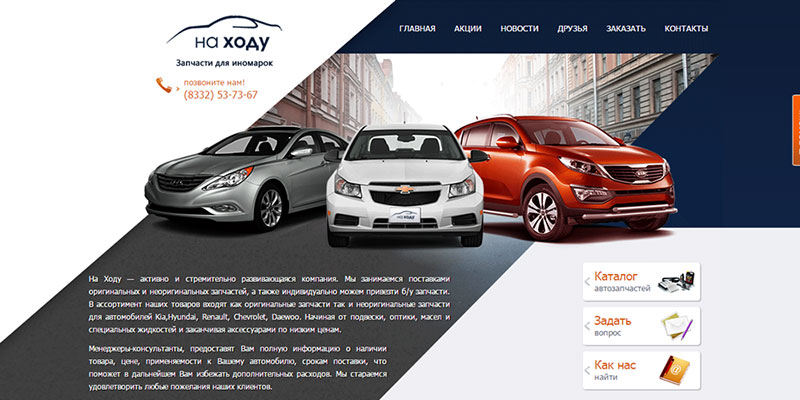 на ходу
Запчасти для иномарок
позвоните нам!
(8332) 53-73-67
ГЛАВНАЯ АКЦИИ НОВОСТИ ДРУЗЬЯ ЗАКАЗАТЬ КОНТАКТЫ
на ходу
На Ходу — активно и стремительно развивающаяся компания. Мы занимаемся поставками
оригинальных и неоригинальных запчастей, а также индивидуально можем привезти б/у запчасти.
В ассортимент наших товаров входят как оригинальные запчасти так и неоригинальные запчасти
для автомобилей Kia,Hyundai, Renault, Chevrolet, Daewoo. Начиная от подвески, оптики, масел и
специальных жидкостей и заканчивая аксессуарами по низким ценам.
Менеджеры-консультанты, предоставят Вам полную информацию о наличии
товара, цене, применяемости к Вашему автомобилю, срокам поставки, что
поможет в дальнейшем Вам избежать дополнительных расходов. Мы стараемся
удовлетворить любые пожелания наших клиентов.
Каталог
автозапчастей
Задать
вопрос
Как нас
найти